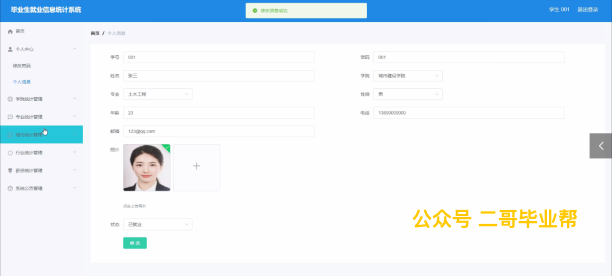 毕业生就业信息统计系统
修改信息成功
学生 001
退出登录
首页
首页 / 个人信息
个人中心
修改密码
个人信息
学院统计管理
专业统计管理
行业统计管理
薪资统计管理
系统公告管理
学号 001
密码 001
姓名 张三
学院 城市建设学院
专业 土木工程
性别 男
年龄 23
电话
邮箱 123@qq.com
照片
点击上传照片
状态 已就业
修改
公众号 二哥毕业帮